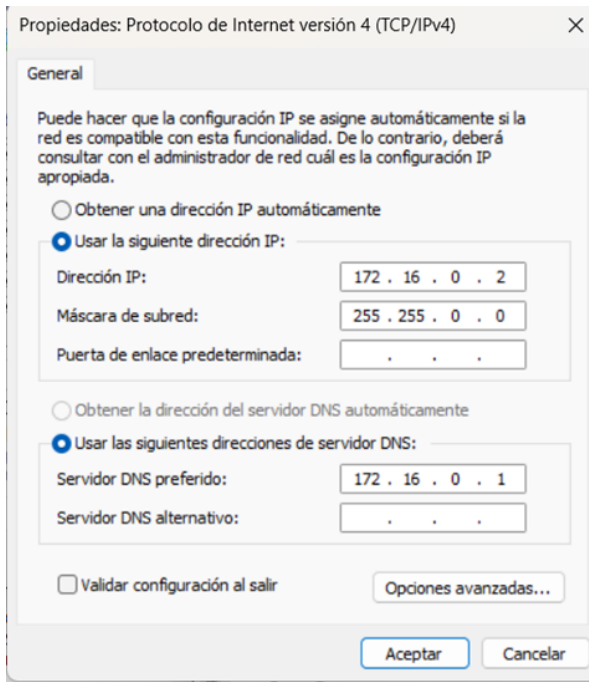 Propiedades: Protocolo de Internet versión 4 (TCP/IPv4)
General
Puede hacer que la configuración IP se asigne automáticamente si la
red es compatible con esta funcionalidad. De lo contrario, deberá
consultar con el administrador de red cuál es la configuración IP
apropiada.
Obtener una dirección IP automáticamente
Usar la siguiente dirección IP:
Dirección IP: 172 . 16 . 0 . 2
Máscara de subred: 255 . 255 . 0 . 0
Puerta de enlace predeterminada: . . .
Obtener la dirección del servidor DNS automáticamente
Usar las siguientes direcciones de servidor DNS:
Servidor DNS preferido: 172 . 16 . 0 . 1
Servidor DNS alternativo: . . .
Validar configuración al salir Opciones avanzadas...
Aceptar Cancelar